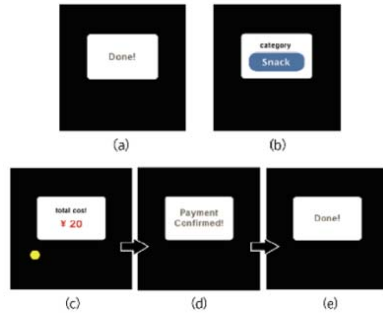 Done!
category
Snack
(a)
(b)
total cost
¥ 20
Payment
Confirmed!
Done!
(c)
(d)
(e)